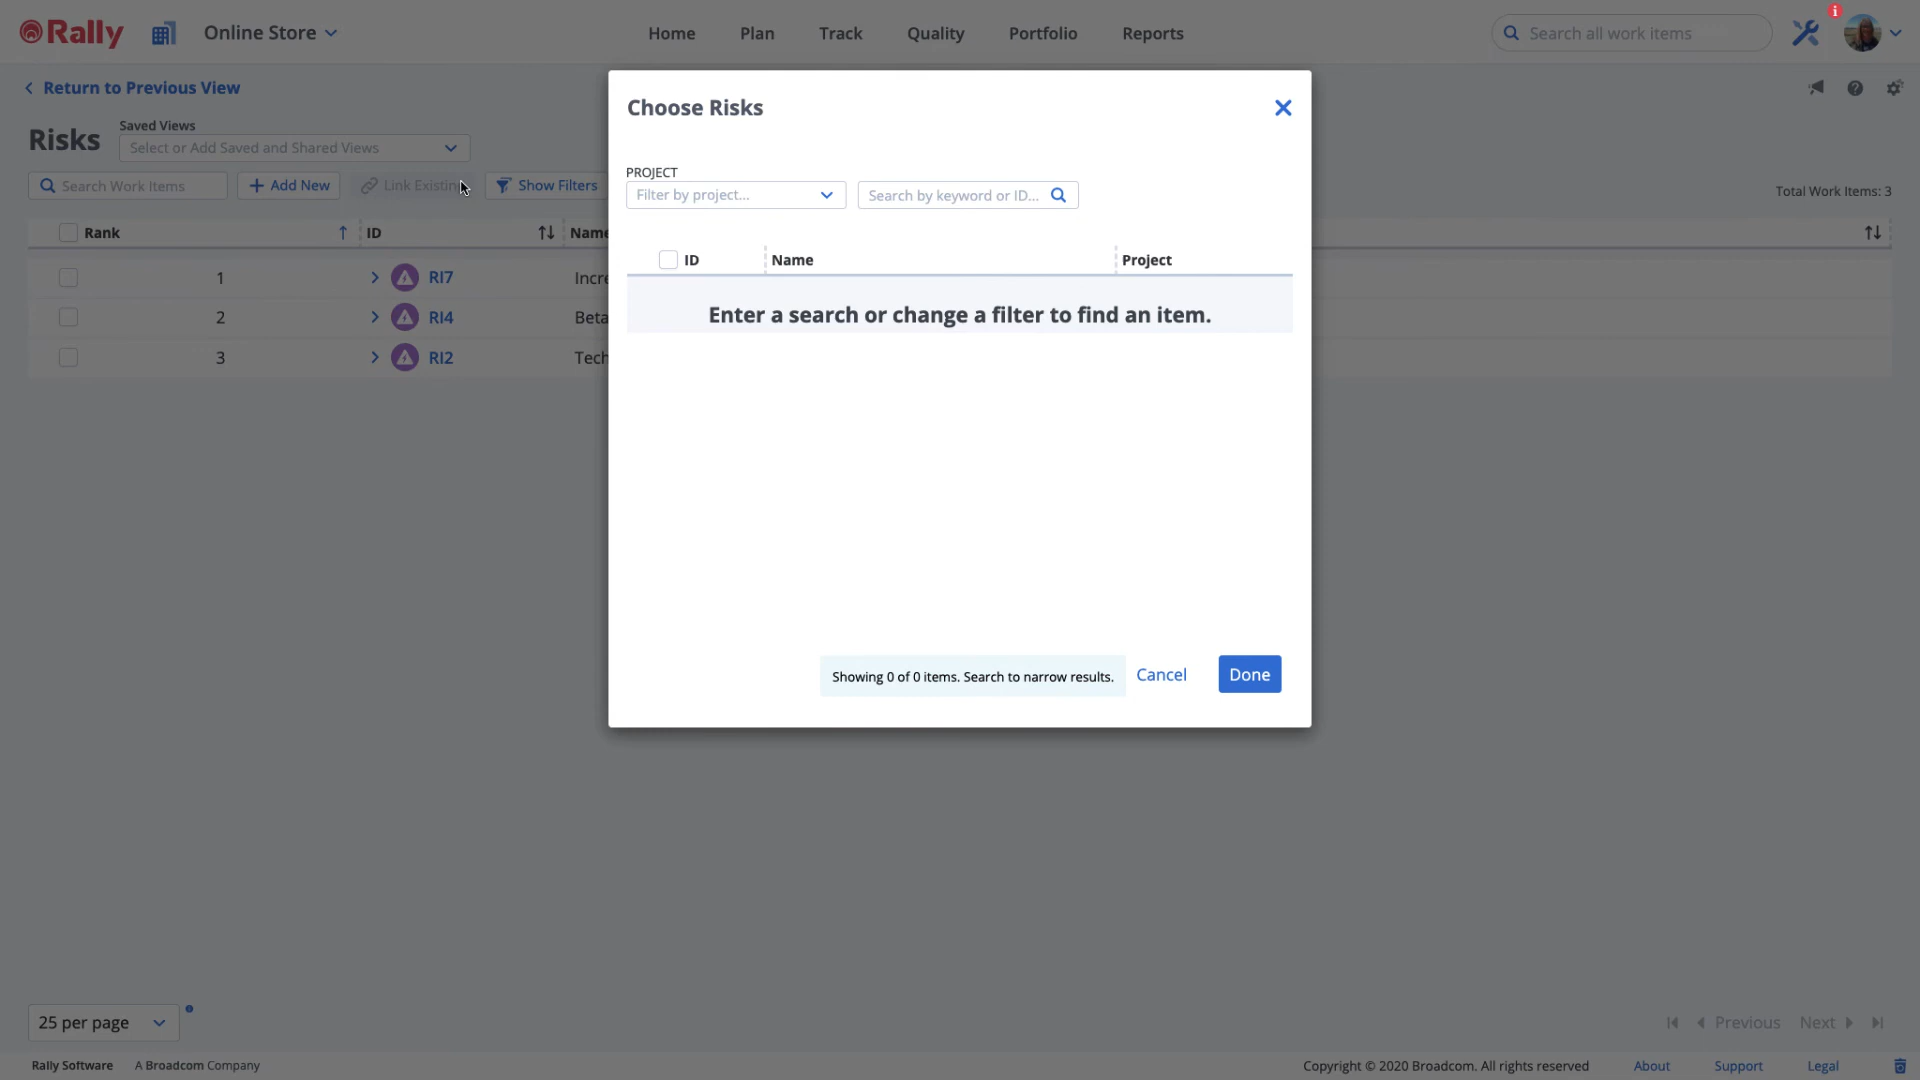 Rally
Online Store
Home
Plan
Track
Quality
Portfolio
Reports
Search all work items
i
Return to Previous View
Risks
Saved Views
Select or Add Saved and Shared Views
Search Work Items
Add New
Link Existin
Show Filters
Total Work Items: 3
Rank
ID
Name
1
RI7
Incre
2
RI4
Beta
3
RI2
Tech
Choose Risks
PROJECT
Filter by project...
Search by keyword or ID...
ID
Name
Project
Enter a search or change a filter to find an item.
Showing 0 of 0 items. Search to narrow results.
Cancel
Done
25 per page
Previous
Next
Rally Software
A Broadcom Company
Copyright © 2020 Broadcom. All rights reserved
About
Support
Legal